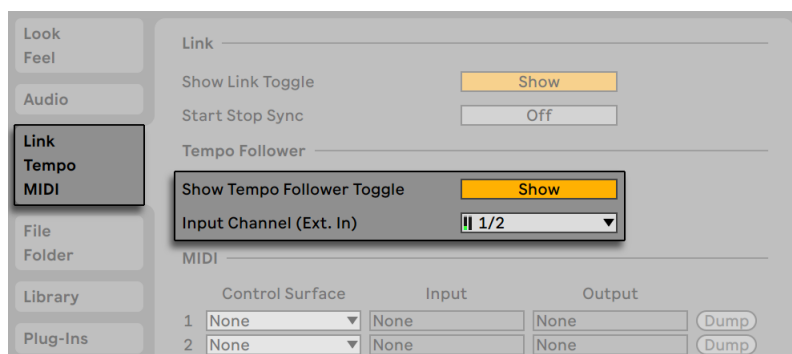 Look
Feel
Audio
Link
Tempo
MIDI
File
Folder
Library
Plug-Ins
Link
Show Link Toggle Show
Start Stop Sync Off
Tempo Follower
Show Tempo Follower Toggle Show
Input Channel (Ext. In) 1/2
MIDI
Control Surface Input Output
1 None None None Dump
2 None None None Dump